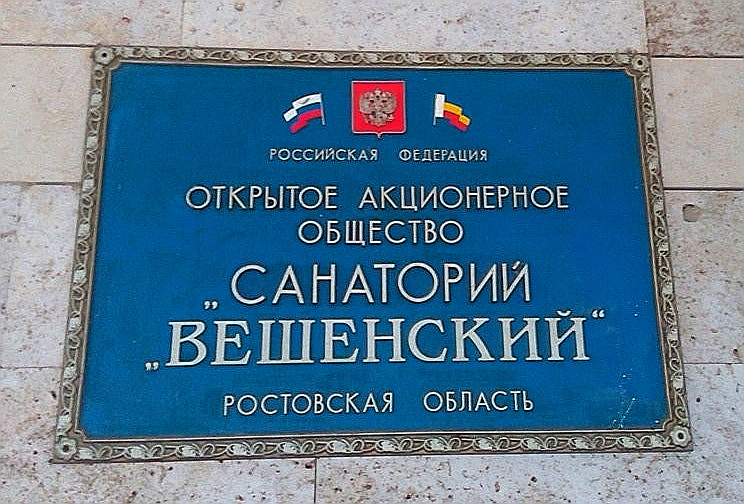 РОССИЙСКАЯ ФЕДЕРАЦИЯ
ОТКРЫТОЕ АКЦИОНЕРНОЕ
ОБЩЕСТВО
„САНАТОРИЙ
„ВЕШЕНСКИЙ“
РОСТОВСКАЯ ОБЛАСТЬ